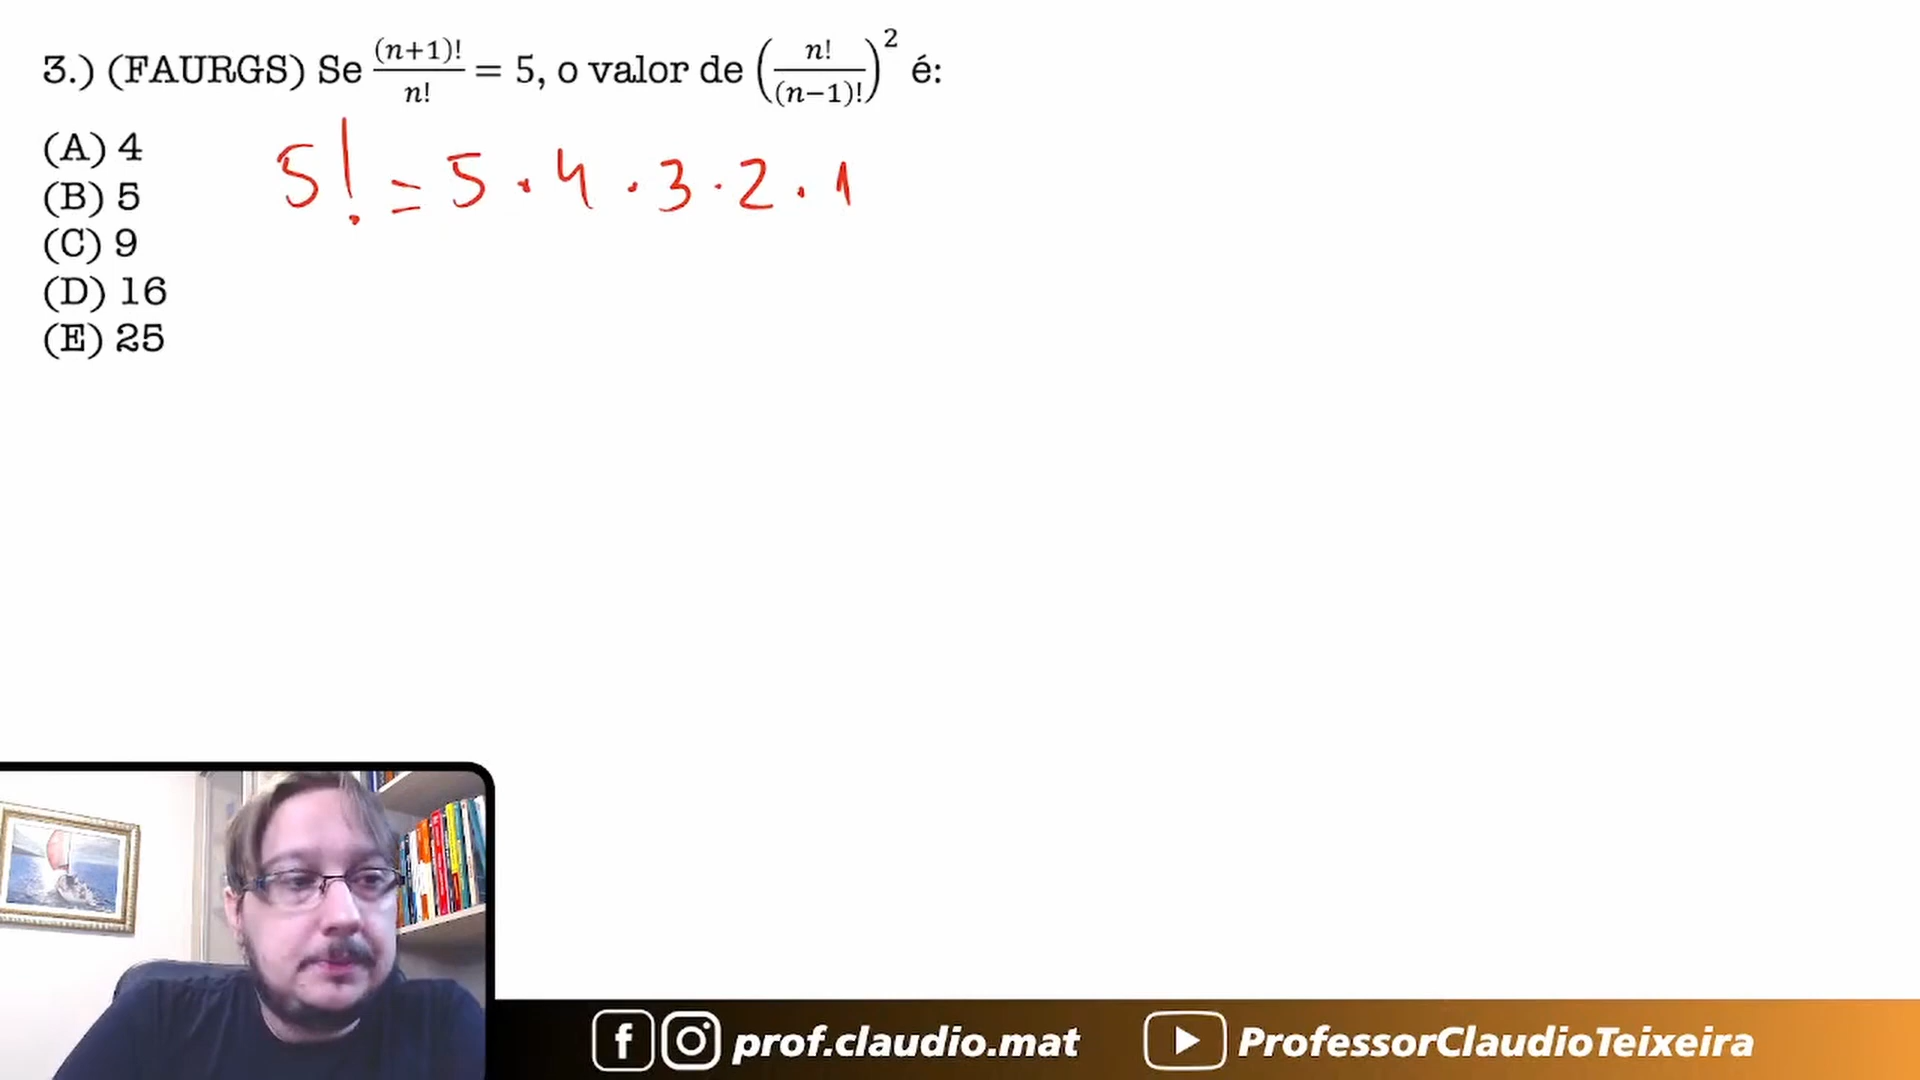 3.) (FAURGS) Se (n+1)!/n! = 5, o valor de (n!/(n−1)!)² é:
(A) 4
(B) 5
(C) 9
(D) 16
(E) 25
5! = 5 · 4 · 3 · 2 · 1
prof.claudio.mat
ProfessorClaudioTeixeira